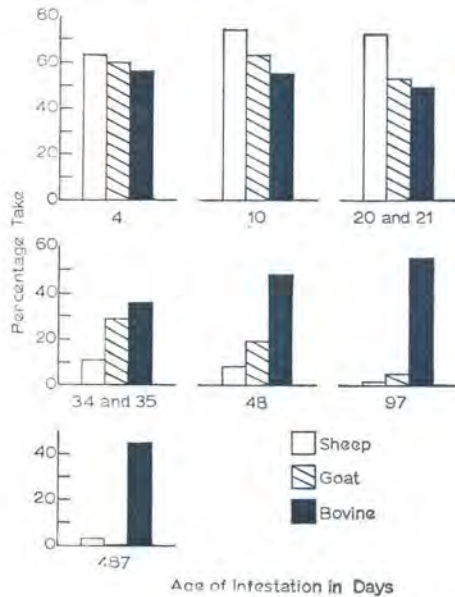 80
60
40
20
0
4.
10
20 and 21
Percentage Take
60
40
20
0
34 and 35
48
97
40
20
0
487
Sheep
Goat
Bovine
Age of Infestation in Days